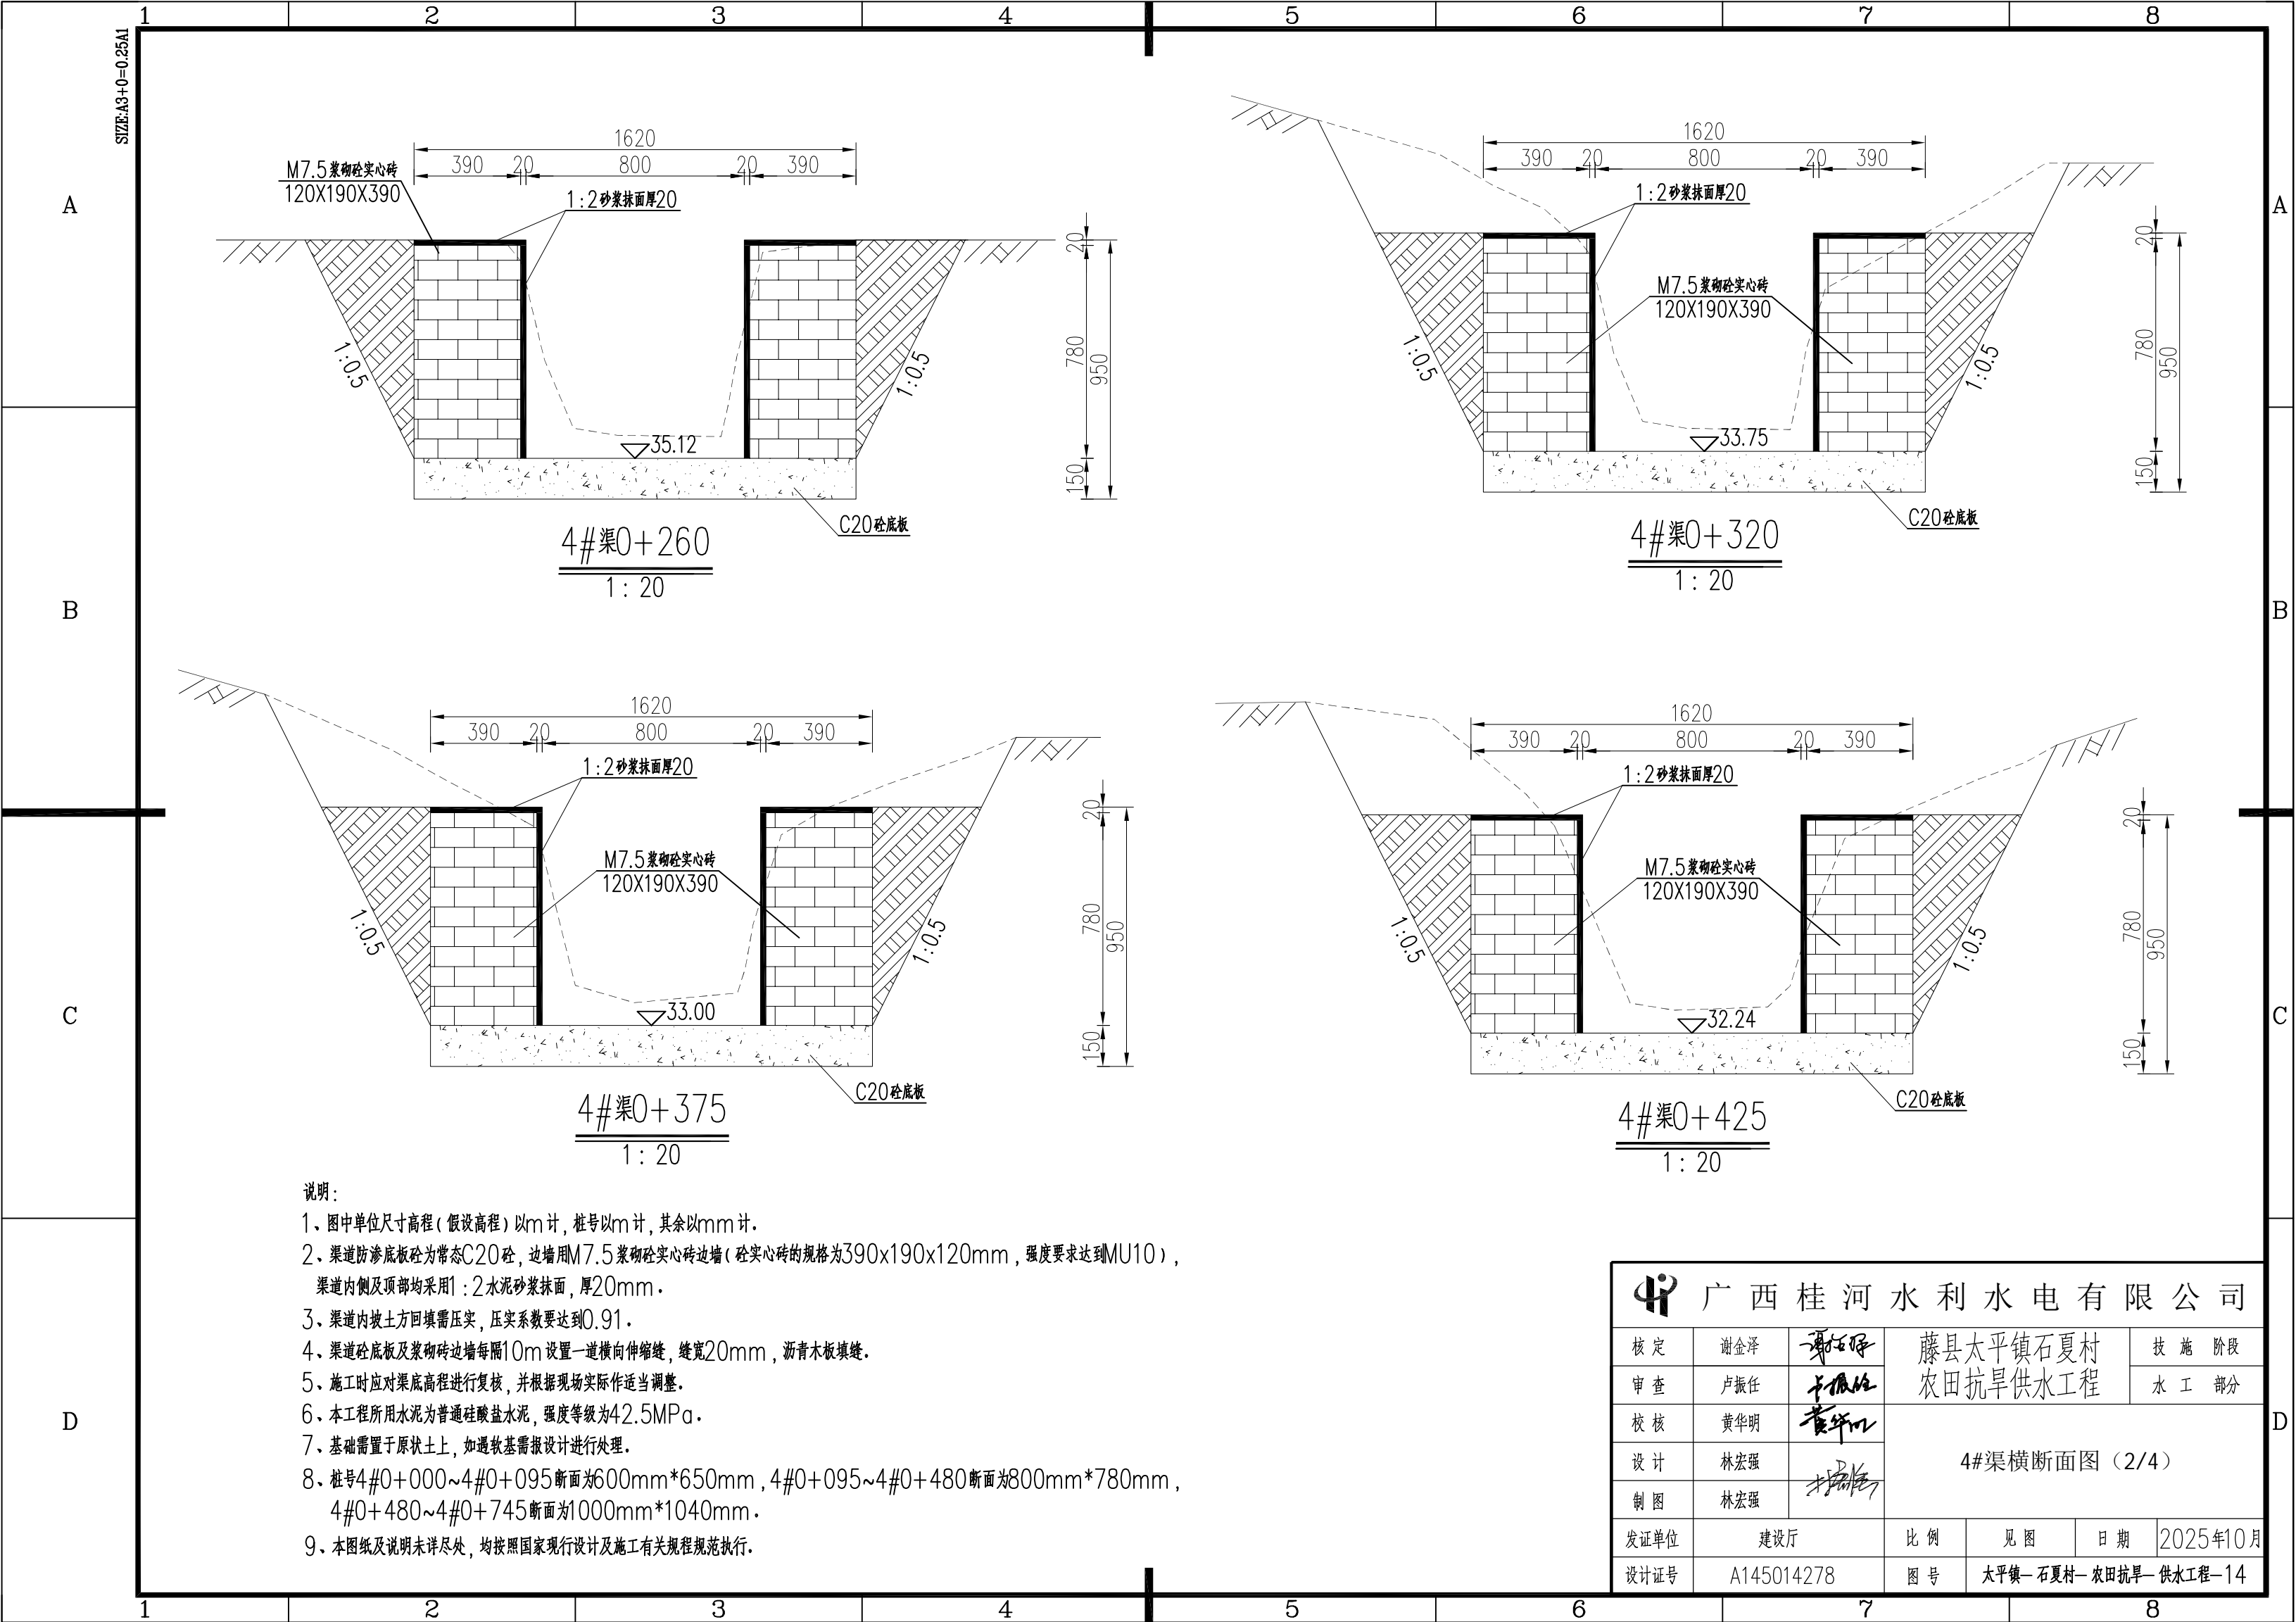 1 2 3 4 5 6 7 8
SIZE:A3+0=0.25A1
A
B
C
D
A
B
C
D
1620
390 20 800 20 390
M7.5浆砌砼实心砖
120X190X390
1:2砂浆抹面厚20
20
780
950
150
1:0.5
1:0.5
35.12
C20砼底板
4#渠0+260
1: 20
1620
390 20 800 20 390
1:2砂浆抹面厚20
M7.5浆砌砼实心砖
120X190X390
20
780
950
150
1:0.5
1:0.5
33.75
C20砼底板
4#渠0+320
1: 20
1620
390 20 800 20 390
1:2砂浆抹面厚20
M7.5浆砌砼实心砖
120X190X390
20
780
950
150
1:0.5
1:0.5
33.00
C20砼底板
4#渠0+375
1: 20
1620
390 20 800 20 390
1:2砂浆抹面厚20
M7.5浆砌砼实心砖
120X190X390
20
780
950
150
1:0.5
1:0.5
32.24
C20砼底板
4#渠0+425
1: 20
说明:
1、图中单位尺寸高程(假设高程)以m计,桩号以m计,其余以mm计.
2、渠道防渗底板砼为常态C20砼,边墙用M7.5浆砌砼实心砖边墙(砼实心砖的规格为390x190x120mm,强度要求达到MU10),
渠道内侧及顶部均采用1:2水泥砂浆抹面,厚20mm.
3、渠道内坡土方回填需压实,压实系数要达到0.91.
4、渠道砼底板及浆砌砖边墙每隔10m设置一道横向伸缩缝,缝宽20mm,沥青木板填缝.
5、施工时应对渠底高程进行复核,并根据现场实际作适当调整.
6、本工程所用水泥为普通硅酸盐水泥,强度等级为42.5MPa.
7、基础需置于原状土上,如遇软基需报设计进行处理.
8、桩号4#0+000~4#0+095断面为600mm*650mm,4#0+095~4#0+480断面为800mm*780mm,
4#0+480~4#0+745断面为1000mm*1040mm.
9、本图纸及说明未详尽处,均按照国家现行设计及施工有关规程规范执行.
广西桂河水利水电有限公司
核定 谢金泽
审查 卢振任 卢振任
校核 黄华明 黄华明
设计 林宏强
制图 林宏强
藤县太平镇石夏村
农田抗旱供水工程
技 施 阶段
水 工 部分
4#渠横断面图（2/4）
发证单位 建设厅 比例 见图 日期 2025年10月
设计证号 A145014278 图号 太平镇-石夏村-农田抗旱-供水工程-14
1 2 3 4 5 6 7 8